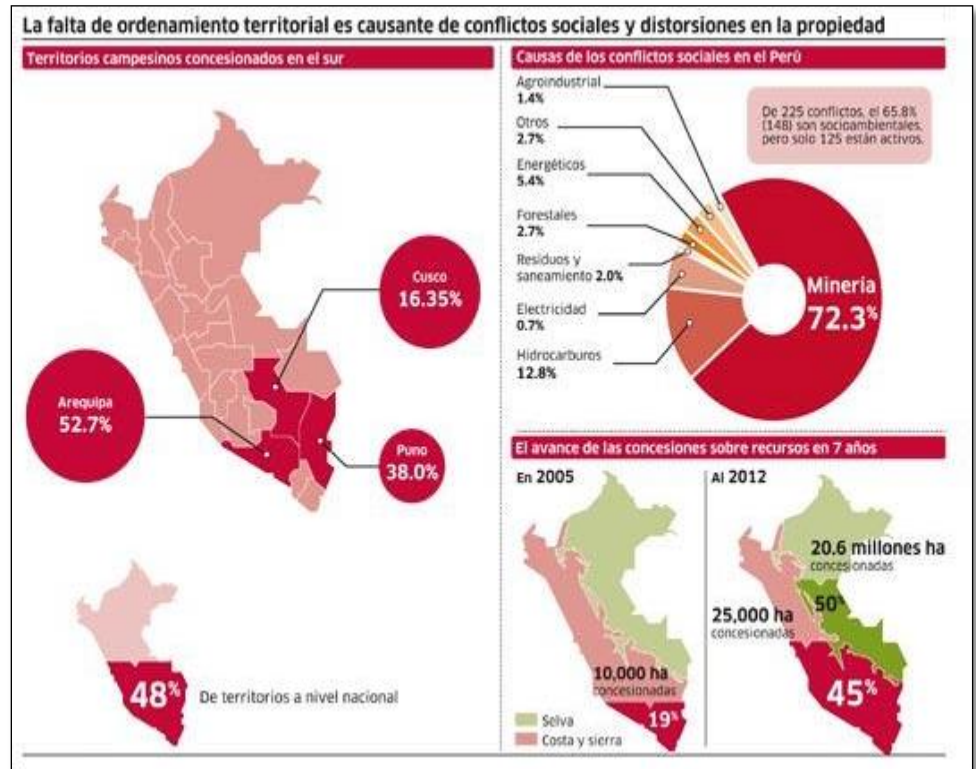 La falta de ordenamiento territorial es causante de conflictos sociales y distorsiones en la propiedad
Territorios campesinos concesionados en el sur
Cusco
16.35%
Arequipa
52.7%
Puno
38.0%
48%
De territorios a nivel nacional
Causas de los conflictos sociales en el Perú
Agroindustrial
1.4%
Otros
2.7%
Energéticos
5.4%
Forestales
2.7%
Residuos y
saneamiento 2.0%
Electricidad
0.7%
Hidrocarburos
12.8%
De 225 conflictos, el 65.8%
(148) son socioambientales,
pero solo 125 están activos.
Minería
72.3%
El avance de las concesiones sobre recursos en 7 años
En 2005
10,000 ha
concesionadas
19%
Selva
Costa y sierra
Al 2012
20.6 millones ha
concesionadas
50%
25,000 ha
concesionadas
45%